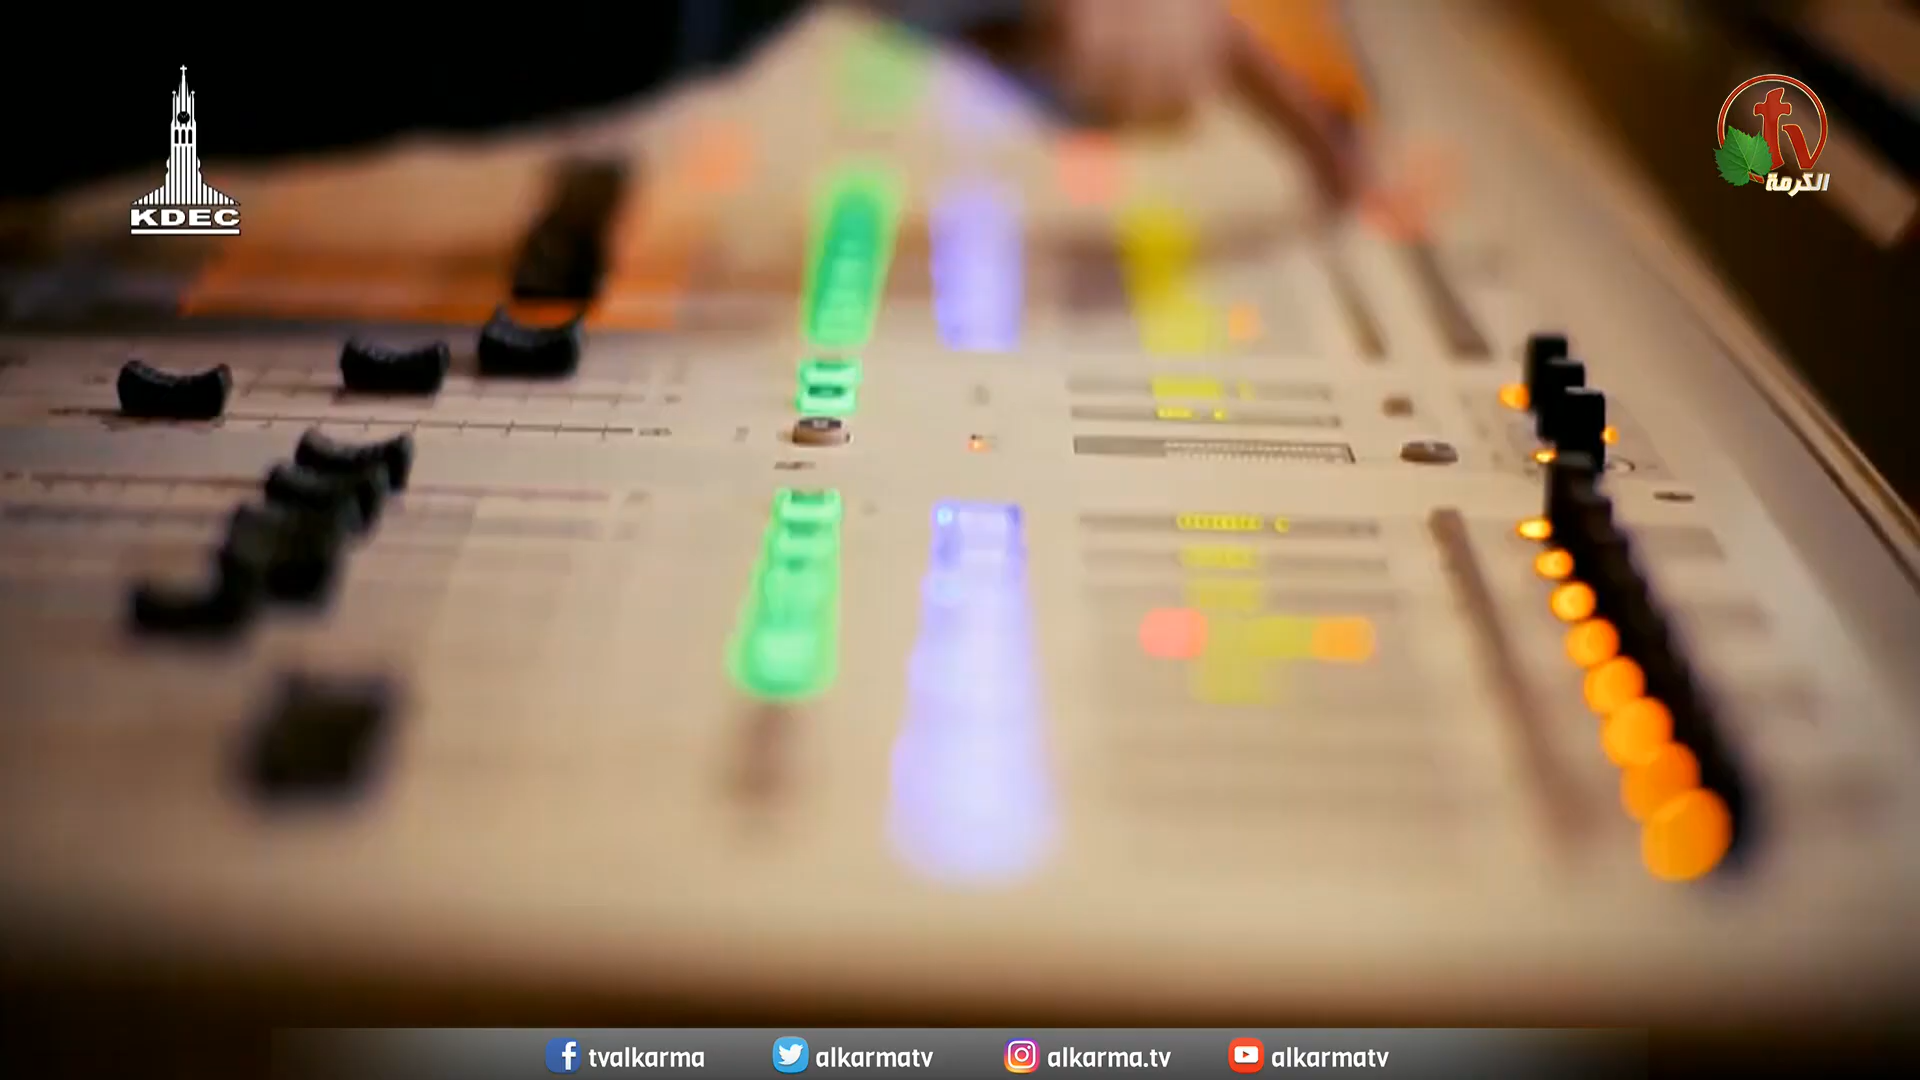 KDEC
tv
الكرمة
tvalkarma
alkarmatv
alkarma.tv
alkarmatv